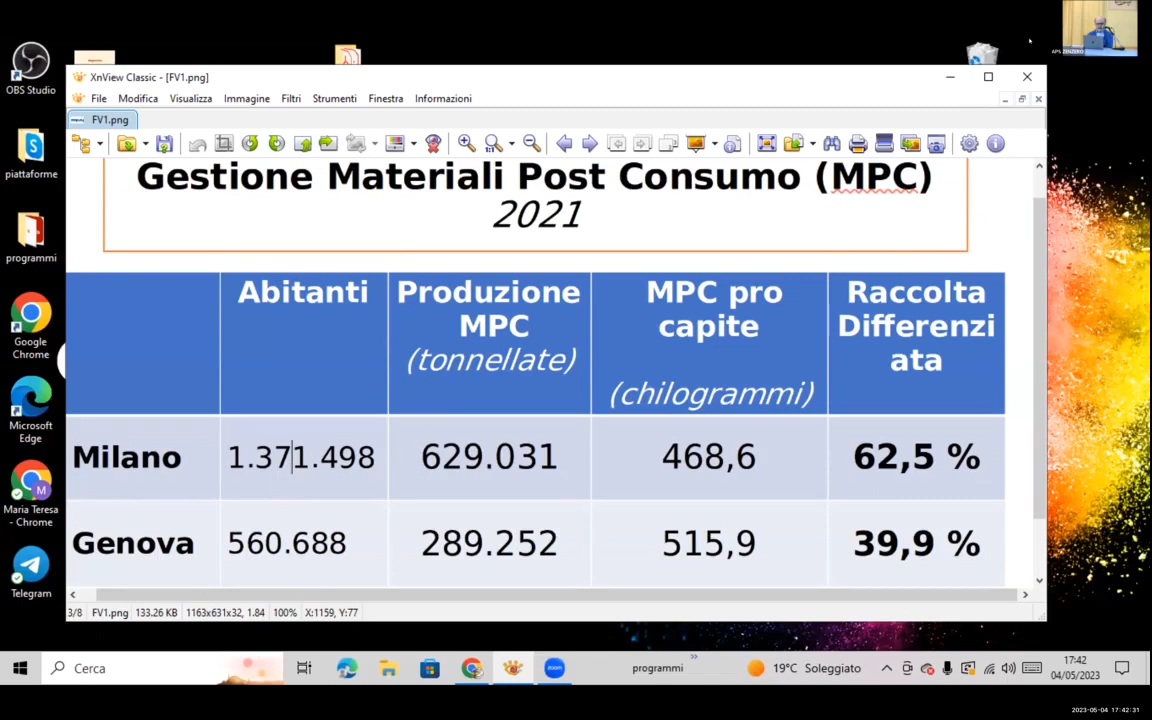 APS ZENZERO
OBS Studio
piattaforme
programmi
Google
Chrome
Microsoft
Edge
Maria Teresa
- Chrome
Telegram
XnView Classic - [FV1.png]
File Modifica Visualizza Immagine Filtri Strumenti Finestra Informazioni
FV1.png
Gestione Materiali Post Consumo (MPC)
2021
Abitanti
Produzione
MPC
(tonnellate)
MPC pro
capite
(chilogrammi)
Raccolta
Differenzi
ata
Milano 1.371.498 629.031 468,6 62,5 %
Genova 560.688 289.252 515,9 39,9 %
3/8 FV1.png 133.26 KB 1163x631x32, 1.84 100% X:1159, Y:77
Cerca
programmi
19°C Soleggiato
17:42
04/05/2023
2023-05-04 17:42:31